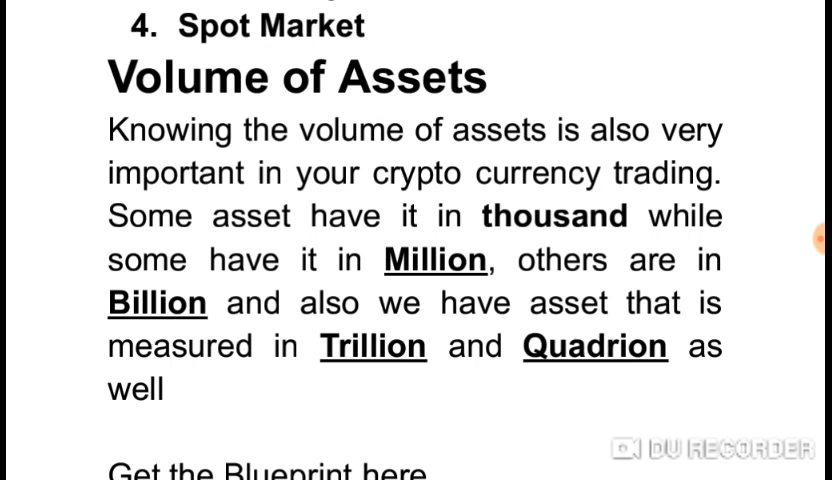 4. Spot Market
Volume of Assets
Knowing the volume of assets is also very
important in your crypto currency trading.
Some asset have it in thousand while
some have it in Million, others are in
Billion and also we have asset that is
measured in Trillion and Quadrion as
well
DU RECORDER
Get the Blueprint here